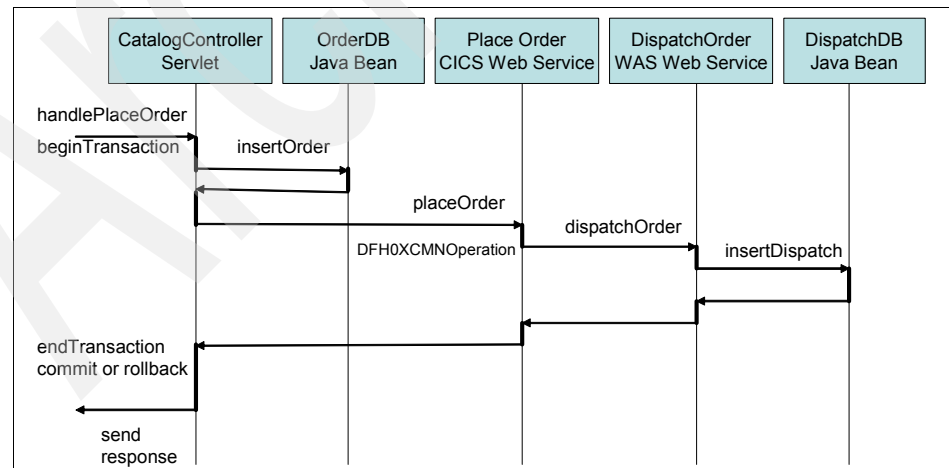 CatalogController
Servlet
OrderDB
Java Bean
Place Order
CICS Web Service
DispatchOrder
WAS Web Service
DispatchDB
Java Bean
handlePlaceOrder
beginTransaction
insertOrder
placeOrder
DFH0XCMNOperation
dispatchOrder
insertDispatch
endTransaction
commit or rollback
send
response